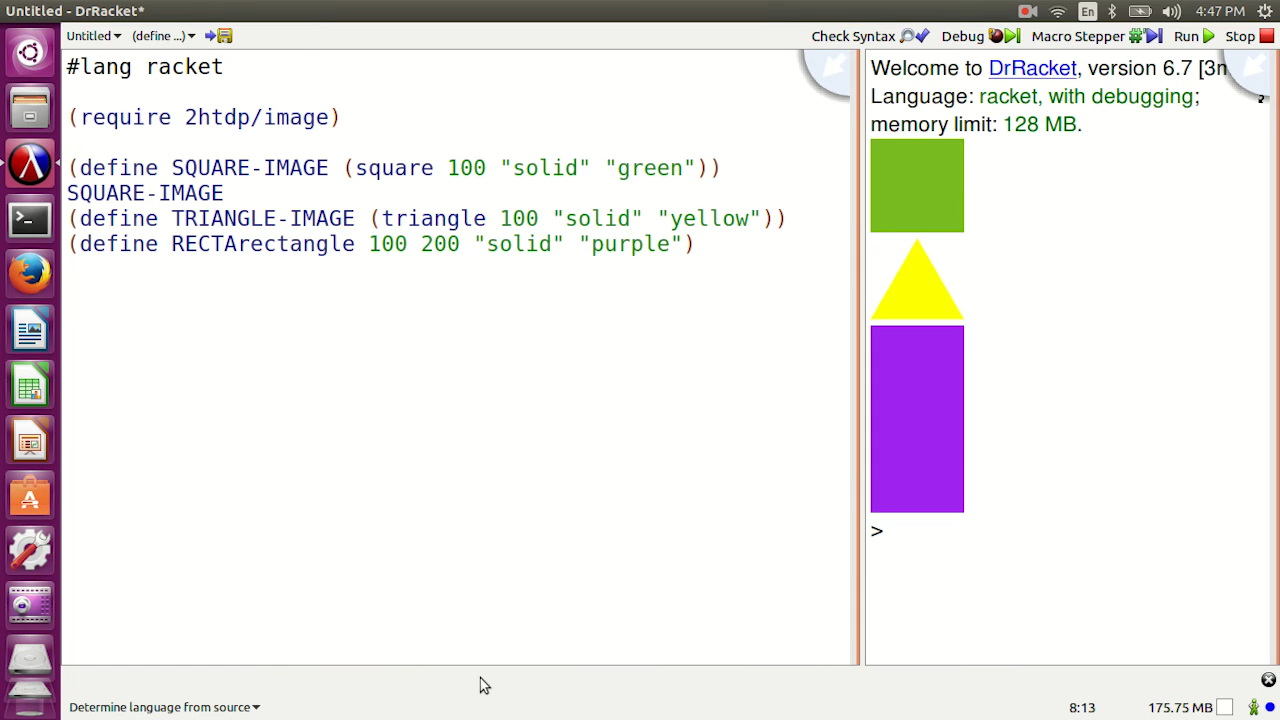 Untitled - DrRacket*
En
4:47 PM
Untitled
(define ...)
Check Syntax
Debug
Macro Stepper
Run
Stop
#lang racket
(require 2htdp/image)
(define SQUARE-IMAGE (square 100 "solid" "green"))
SQUARE-IMAGE
(define TRIANGLE-IMAGE (triangle 100 "solid" "yellow"))
(define RECTArectangle 100 200 "solid" "purple")
Welcome to DrRacket, version 6.7 [3m
Language: racket, with debugging;
memory limit: 128 MB.
>
Determine language from source
8:13
175.75 MB